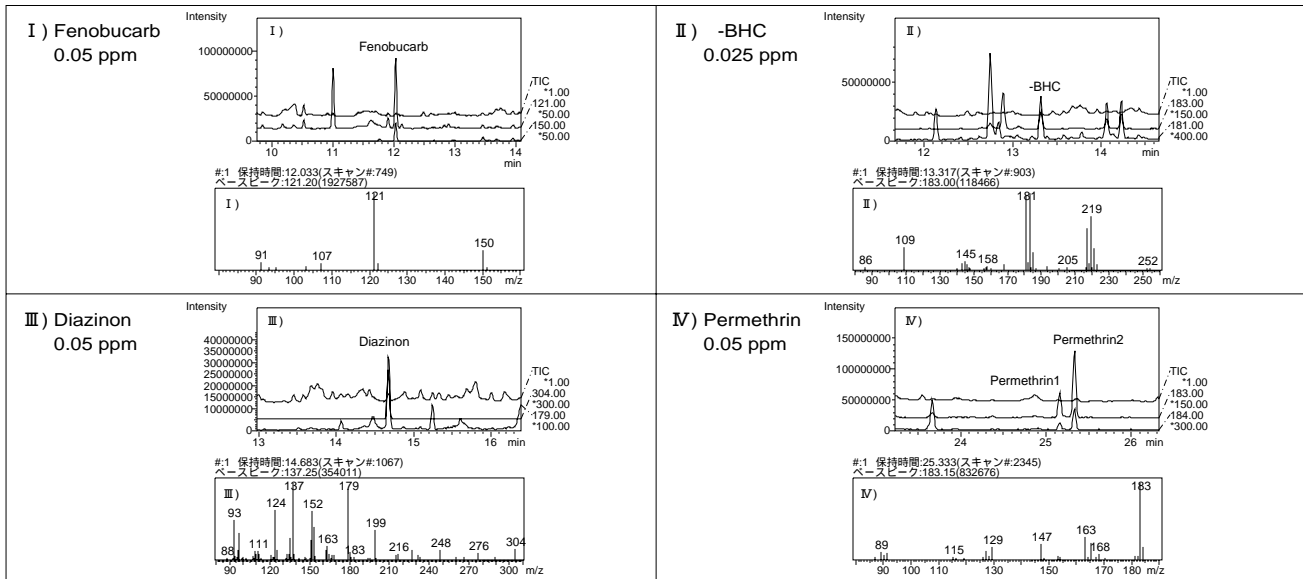 Ⅰ) Fenobucarb
0.05 ppm
Intensity
Ⅰ)
Fenobucarb
100000000
50000000
0
10 11 12 13 14
min
TIC
*1.00
121.00
*50.00
150.00
*50.00
#:1 保持時間:12.033(スキャン#:749)
ベースピーク:121.20(1927587)
Ⅰ)
121
91
107
150
90 100 110 120 130 140 150 m/z
Ⅱ) -BHC
0.025 ppm
Intensity
Ⅱ)
-BHC
50000000
0
12 13 14
min
TIC
*1.00
183.00
*150.00
181.00
*400.00
#:1 保持時間:13.317(スキャン#:903)
ベースピーク:183.00(118466)
Ⅱ)
181
219
109
86
145
158
205
252
90 110 130 150 170 190 210 230 250 m/z
Ⅲ) Diazinon
0.05 ppm
Intensity
Ⅲ)
Diazinon
40000000
35000000
30000000
25000000
20000000
15000000
10000000
13 14 15 16
min
TIC
*1.00
304.00
*300.00
179.00
*100.00
#:1 保持時間:14.683(スキャン#:1067)
ベースピーク:137.25(354011)
Ⅲ)
137
179
124
152
93
199
88
111
163
183
216
248
276
304
90 120 150 180 210 240 270 300 m/z
Ⅳ) Permethrin
0.05 ppm
Intensity
Ⅳ)
Permethrin2
Permethrin1
150000000
100000000
50000000
0
24 25 26
min
TIC
*1.00
183.00
*150.00
184.00
*300.00
#:1 保持時間:25.333(スキャン#:2345)
ベースピーク:183.15(832676)
Ⅳ)
183
163
147
129
89
115
168
90 100 110 120 130 140 150 160 170 180 m/z